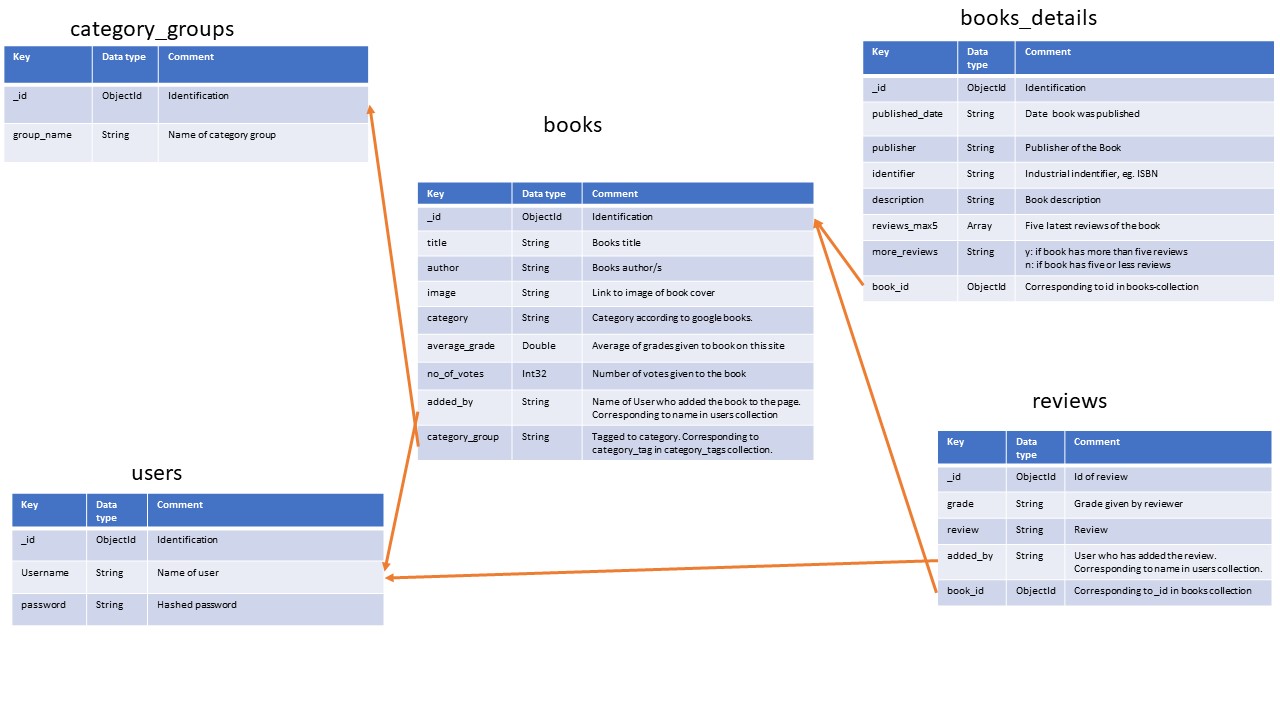 category_groups
Key Data type Comment
_id ObjectId Identification
group_name String Name of category group
books
Key Data type Comment
_id ObjectId Identification
title String Books title
author String Books author/s
image String Link to image of book cover
category String Category according to google books.
average_grade Double Average of grades given to book on this site
no_of_votes Int32 Number of votes given to the book
added_by String Name of User who added the book to the page.
Corresponding to name in users collection
category_group String Tagged to category. Corresponding to
category_tag in category_tags collection.
books_details
Key Data
type Comment
_id ObjectId Identification
published_date String Date book was published
publisher String Publisher of the Book
identifier String Industrial indentifier, eg. ISBN
description String Book description
reviews_max5 Array Five latest reviews of the book
more_reviews String y: if book has more than five reviews
n: if book has five or less reviews
book_id ObjectId Corresponding to id in books-collection
users
Key Data
type Comment
_id ObjectId Identification
Username String Name of user
password String Hashed password
reviews
Key Data
type Comment
_id ObjectId Id of review
grade String Grade given by reviewer
review String Review
added_by String User who has added the review.
Corresponding to name in users collection.
book_id ObjectId Corresponding to _id in books collection